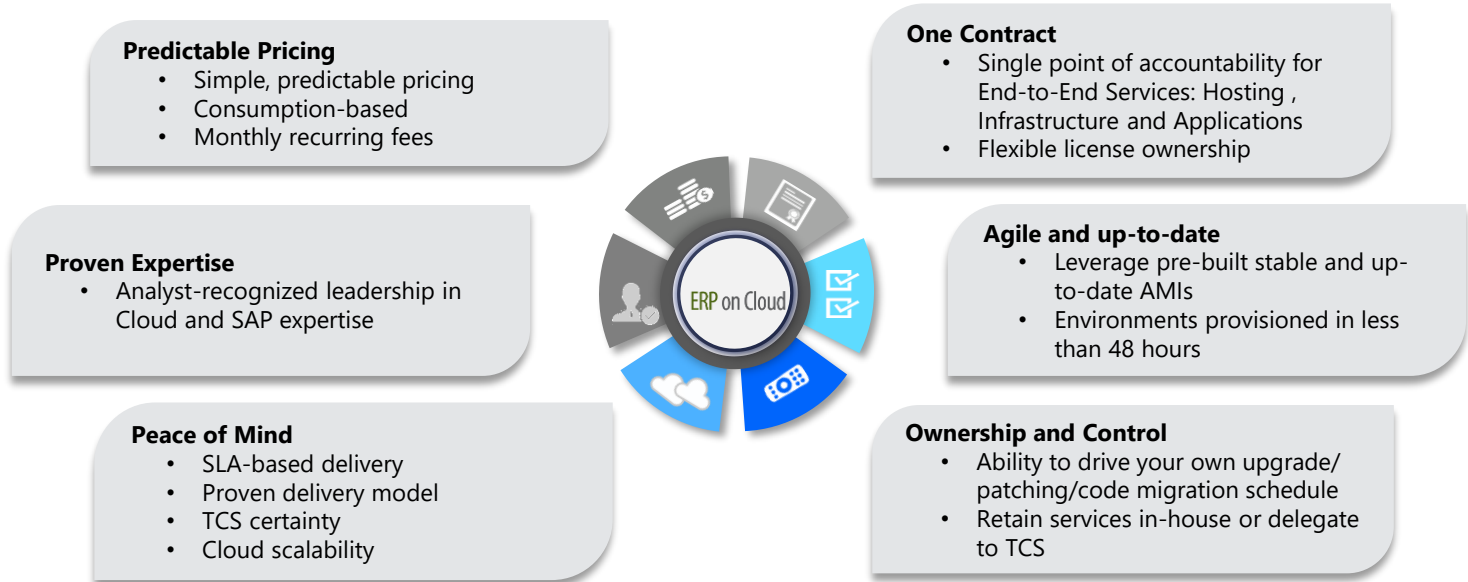 Predictable Pricing
• Simple, predictable pricing
• Consumption-based
• Monthly recurring fees
One Contract
• Single point of accountability for
End-to-End Services: Hosting ,
Infrastructure and Applications
• Flexible license ownership
Proven Expertise
• Analyst-recognized leadership in
Cloud and SAP expertise
ERP on Cloud
Agile and up-to-date
• Leverage pre-built stable and up-
to-date AMIs
• Environments provisioned in less
than 48 hours
Peace of Mind
• SLA-based delivery
• Proven delivery model
• TCS certainty
• Cloud scalability
Ownership and Control
• Ability to drive your own upgrade/
patching/code migration schedule
• Retain services in-house or delegate
to TCS